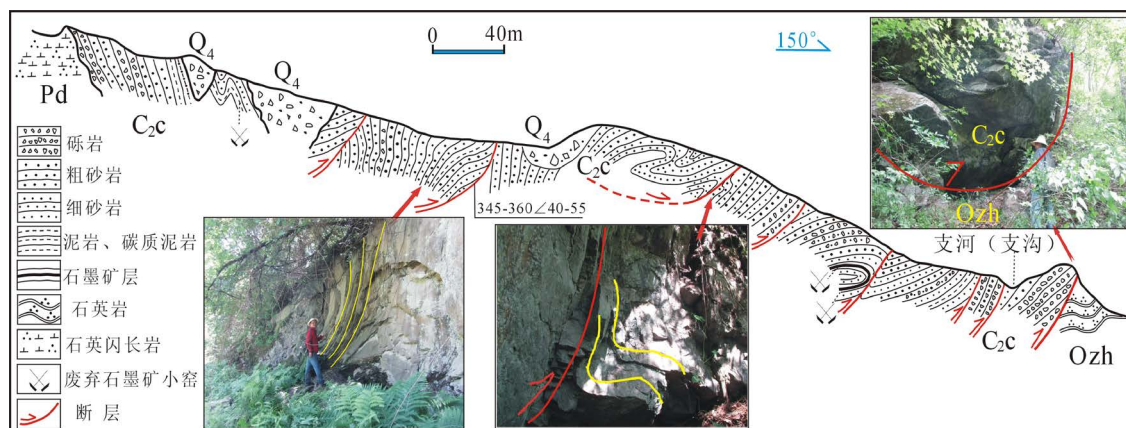 Q4
0 40m
150°
Q4
Pd
C2c
Q4
C2c
345-360∠40-55
C2c
Ozh
支河（支沟）
C2c
Ozh
砾岩
粗砂岩
细砂岩
泥岩、碳质泥岩
石墨矿层
石英岩
石英闪长岩
废弃石墨矿小窑
断层